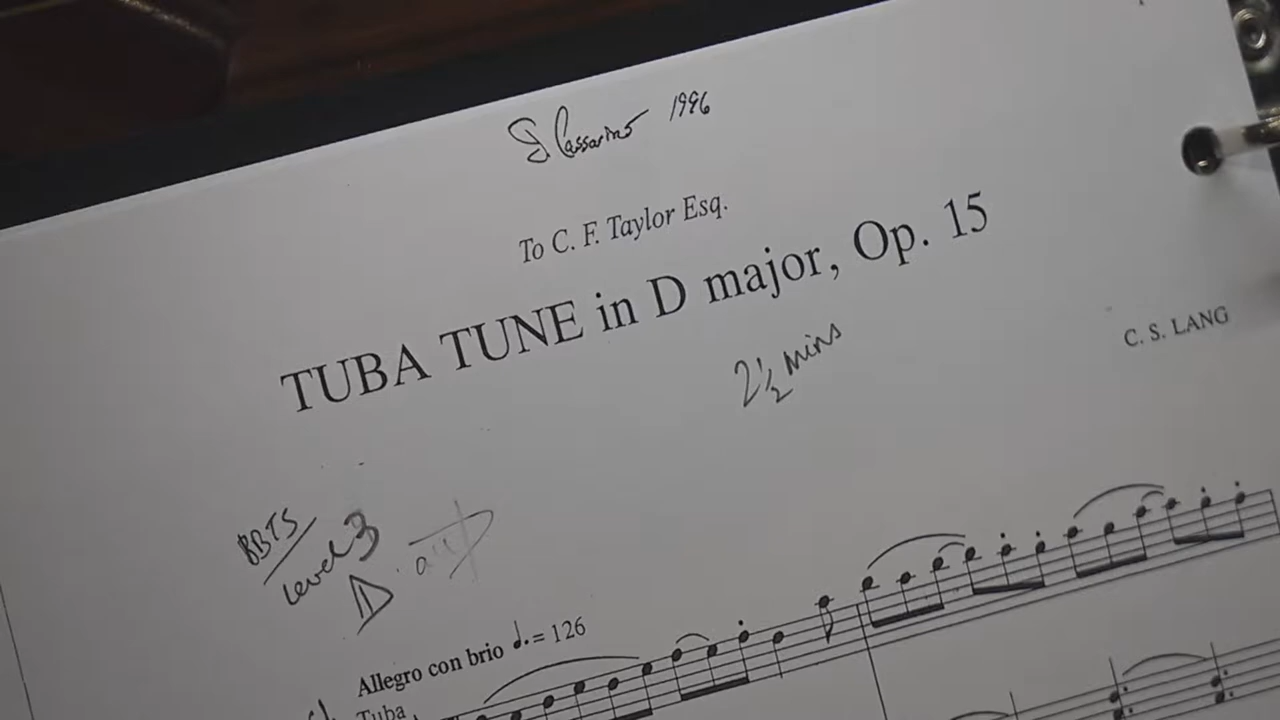 D. Cassarino 1996
To C. F. Taylor Esq.
TUBA TUNE in D major, Op. 15
2½ mins
C. S. LANG
BBTS
Level 3
D
Allegro con brio ♩. = 126
Tuba